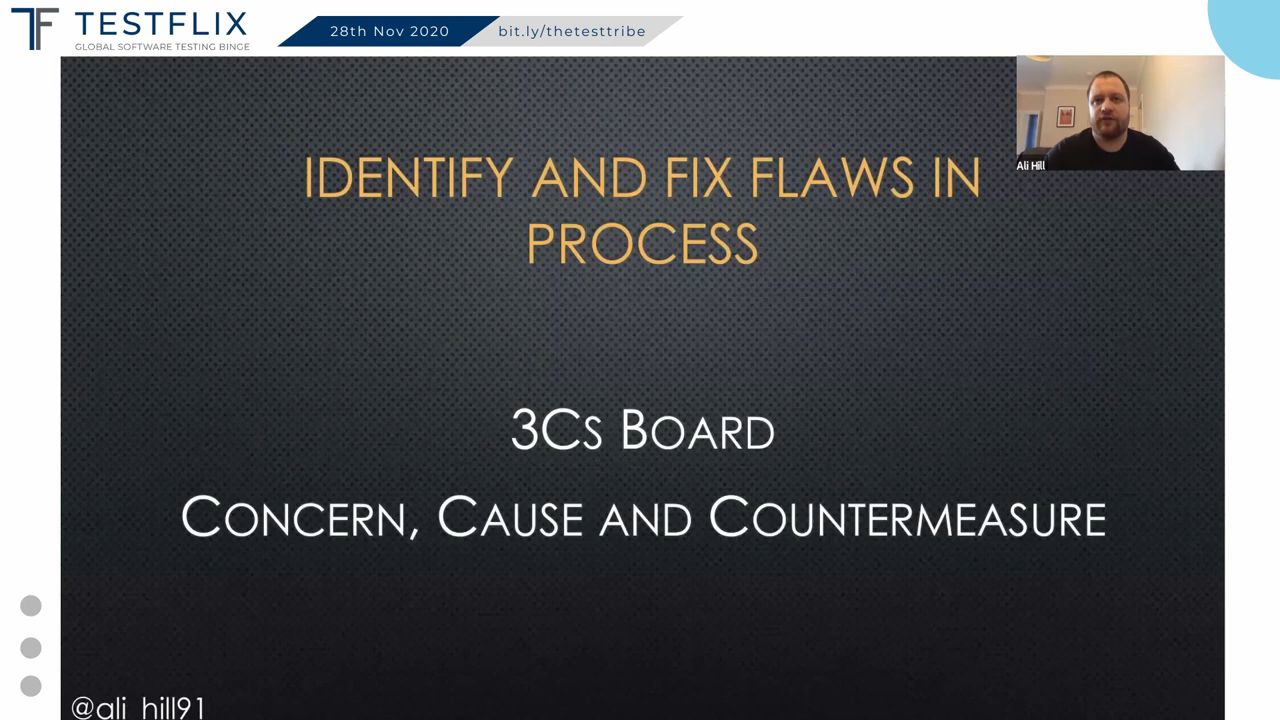 TF TESTFLIX
GLOBAL SOFTWARE TESTING BINGE
28th Nov 2020
bit.ly/thetesttribe
Ali Hill
IDENTIFY AND FIX FLAWS IN
PROCESS
3Cs Board
Concern, Cause and Countermeasure
@ali_hill91